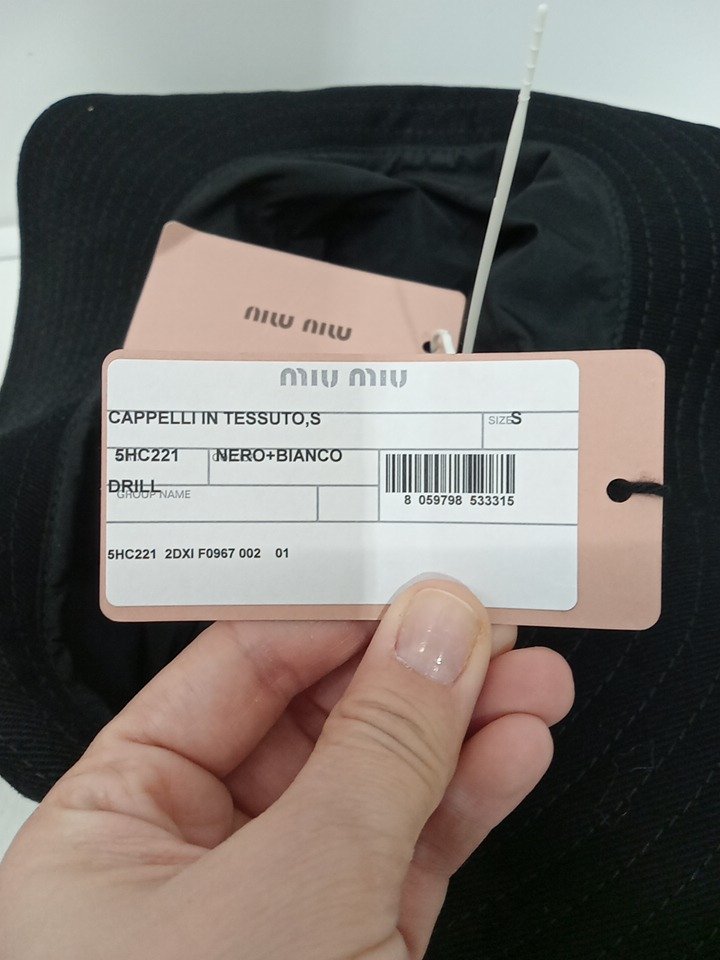 miu miu
miu miu
CAPPELLI IN TESSUTO,S
SIZE S
5HC221 NERO+BIANCO
DRILL
GROUP NAME
8 059798 533315
5HC221 2DXI F0967 002 01